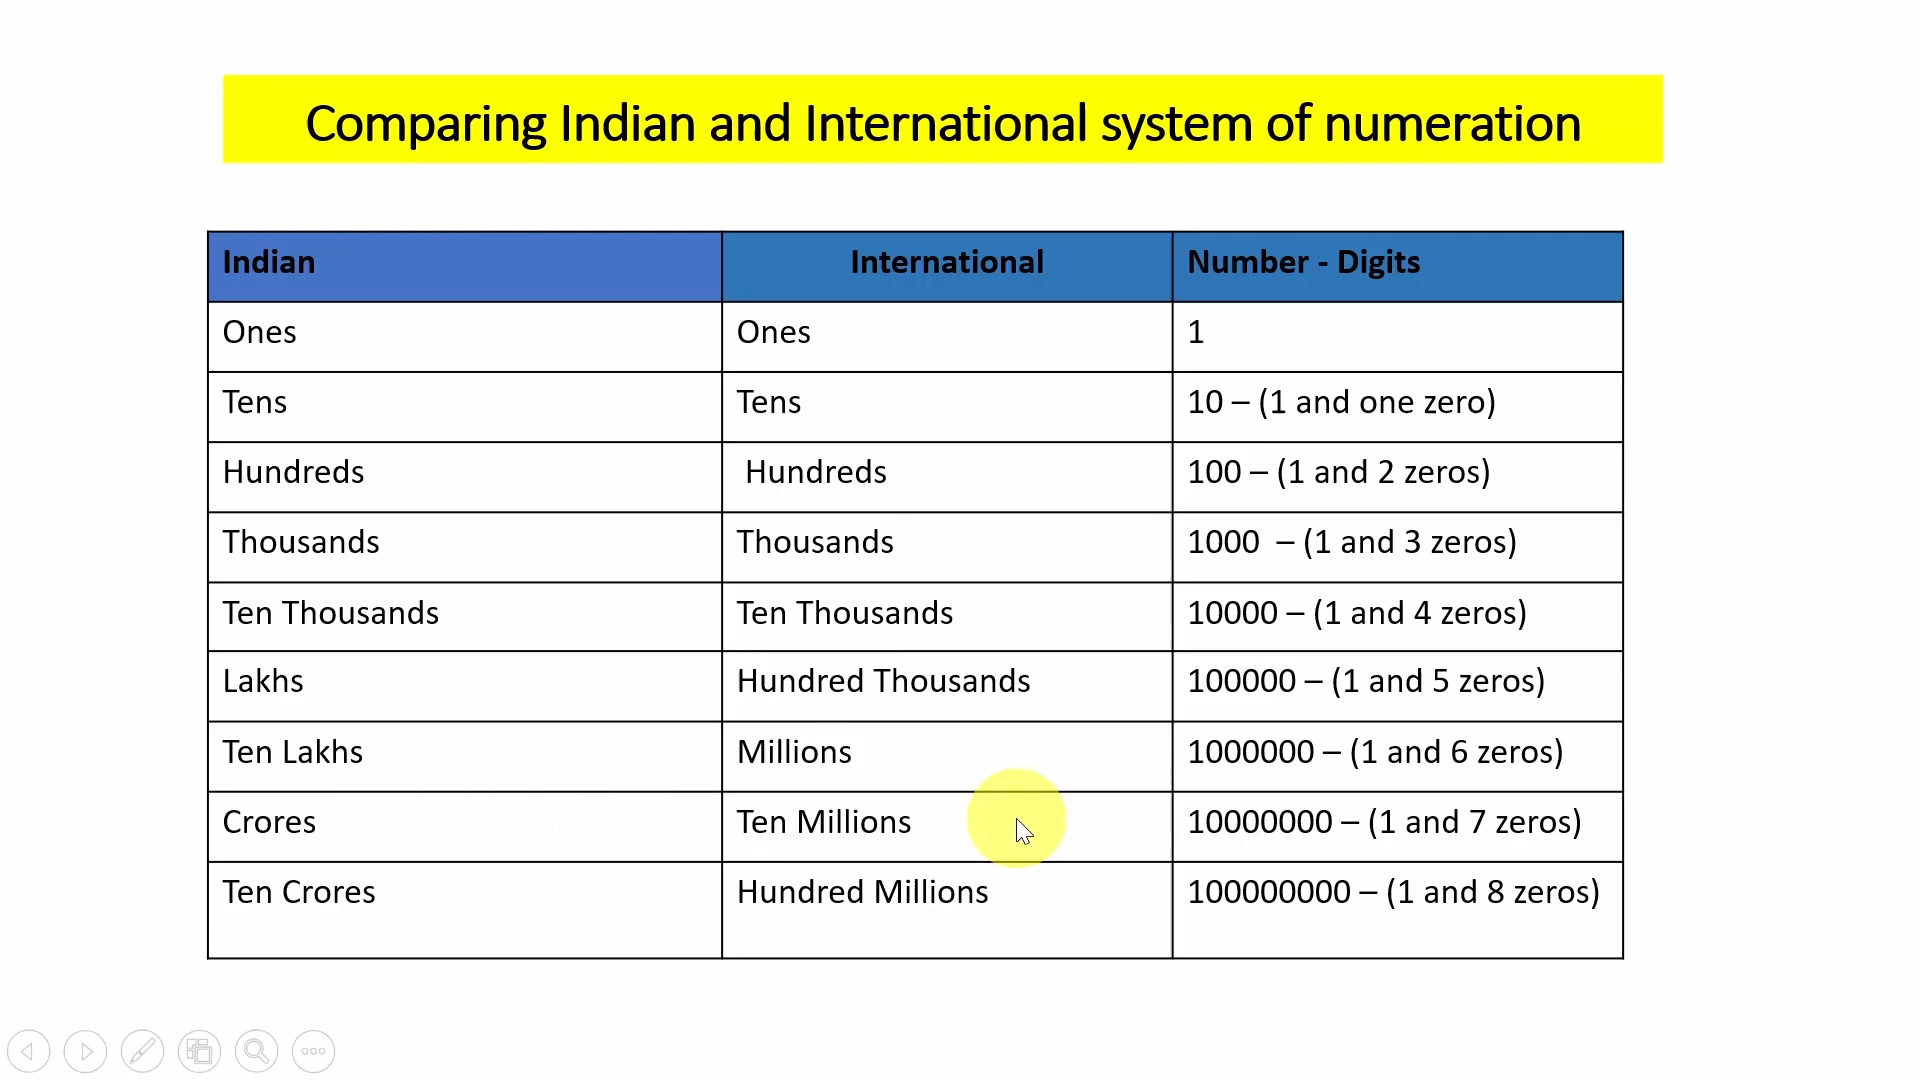 Comparing Indian and International system of numeration
Indian International Number - Digits
Ones Ones 1
Tens Tens 10 – (1 and one zero)
Hundreds Hundreds 100 – (1 and 2 zeros)
Thousands Thousands 1000 – (1 and 3 zeros)
Ten Thousands Ten Thousands 10000 – (1 and 4 zeros)
Lakhs Hundred Thousands 100000 – (1 and 5 zeros)
Ten Lakhs Millions 1000000 – (1 and 6 zeros)
Crores Ten Millions 10000000 – (1 and 7 zeros)
Ten Crores Hundred Millions 100000000 – (1 and 8 zeros)